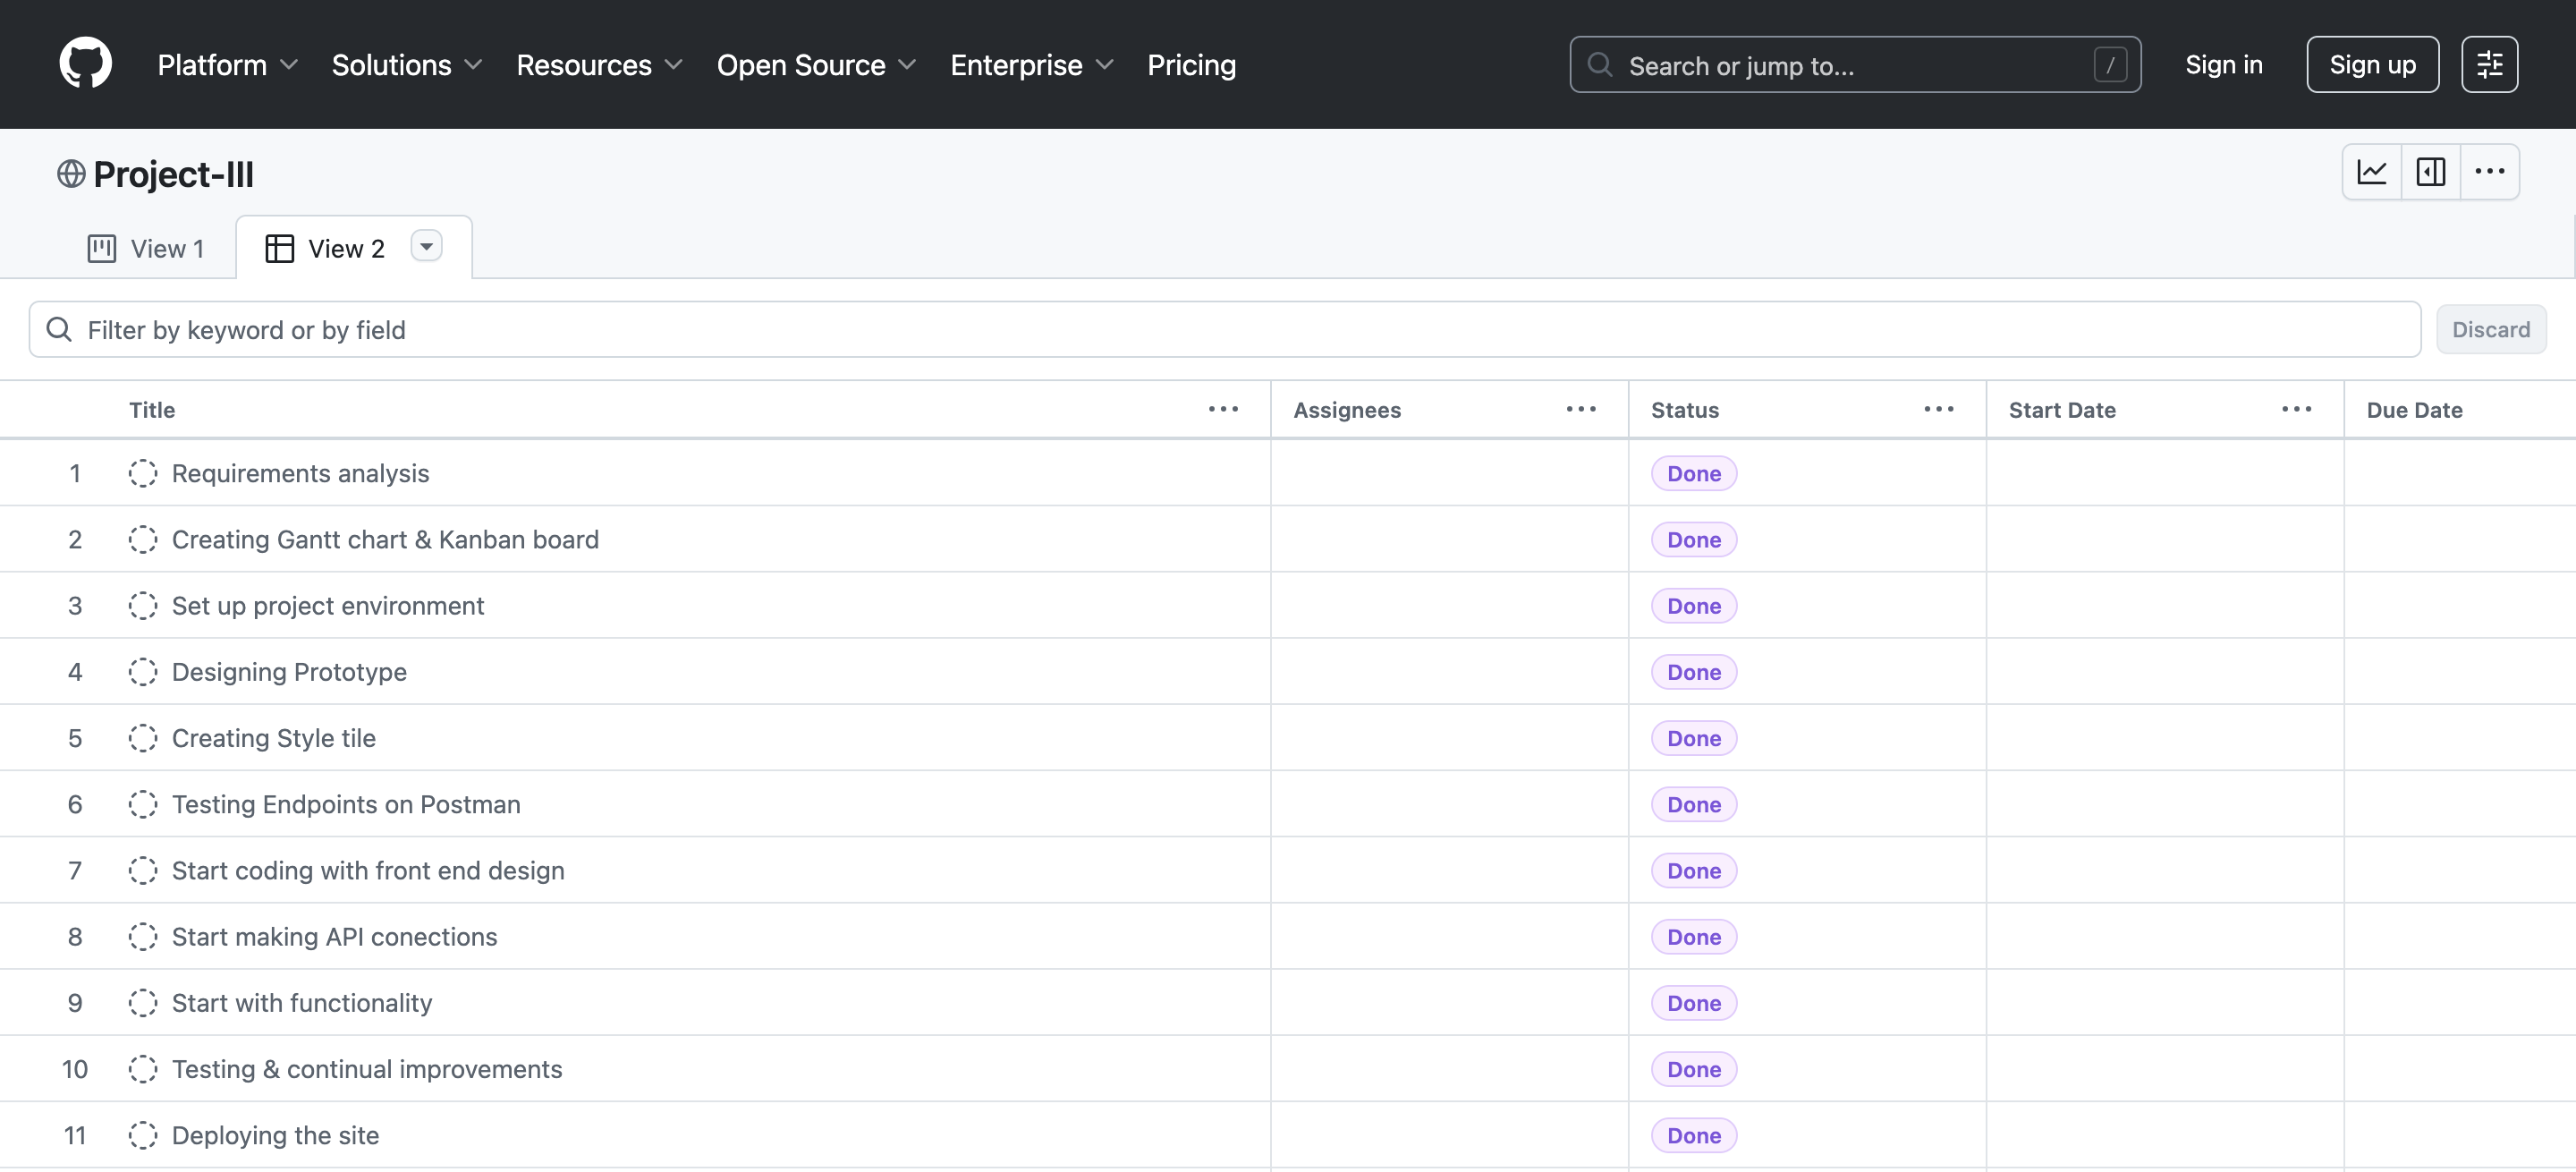 Platform Solutions Resources Open Source Enterprise Pricing Search or jump to... / Sign in Sign up
Project-III
View 1 View 2
Filter by keyword or by field Discard
Title Assignees Status Start Date Due Date
1 Requirements analysis Done
2 Creating Gantt chart & Kanban board Done
3 Set up project environment Done
4 Designing Prototype Done
5 Creating Style tile Done
6 Testing Endpoints on Postman Done
7 Start coding with front end design Done
8 Start making API conections Done
9 Start with functionality Done
10 Testing & continual improvements Done
11 Deploying the site Done